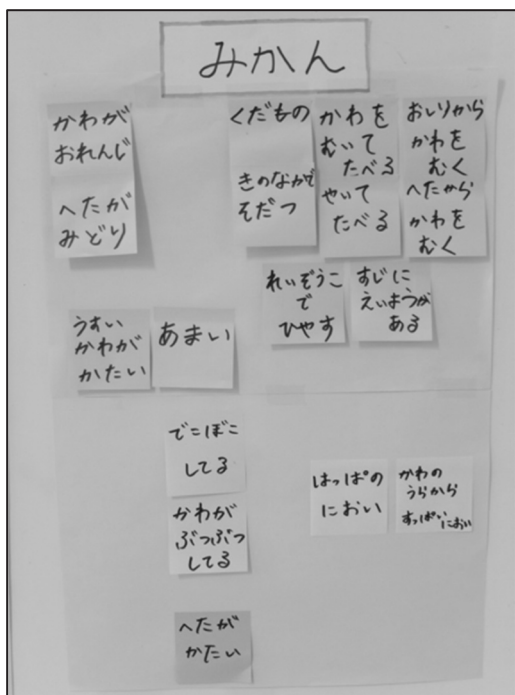 みかん
かわが
おれんじ
へたが
みどり
くだもの
きのなかで
そだつ
かわを
むいて
たべる
やいて
たべる
おしりから
かわを
むく
へたから
かわを
むく
れいぞうこ
で
ひやす
すじに
えいようが
ある
うすい
かわが
かたい
あまい
でこぼこ
してる
かわが
ぶつぶつ
してる
へたが
かたい
はっぱの
におい
かわの
うらから
すっぱいにおい